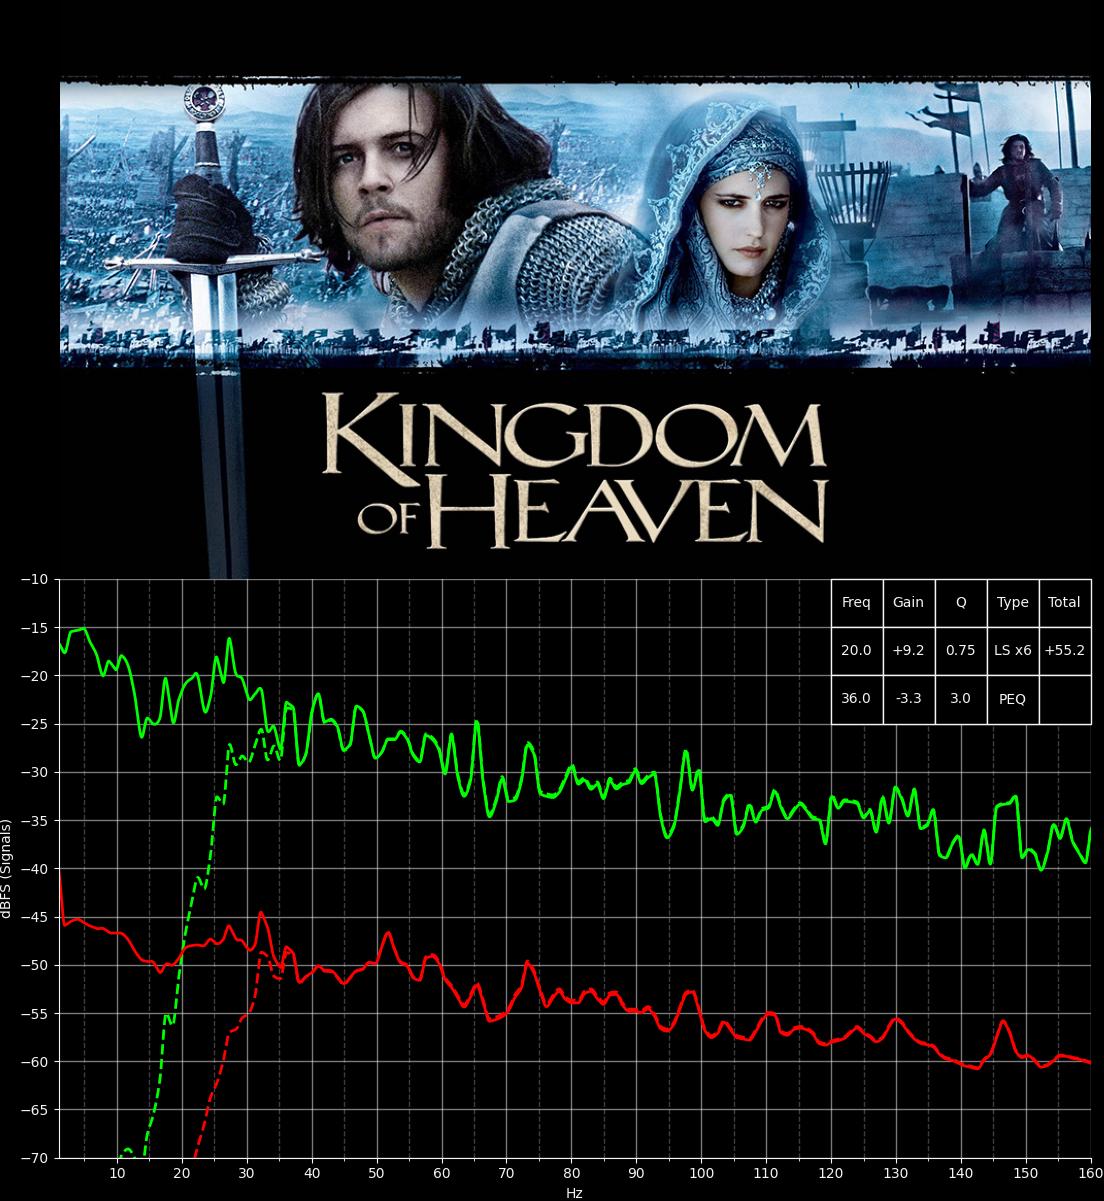 KINGDOM
OF HEAVEN
Freq Gain Q Type Total
20.0 +9.2 0.75 LS x6 +55.2
36.0 -3.3 3.0 PEQ
−10
−15
−20
−25
−30
−35
−40
−45
−50
−55
−60
−65
−70
dBFS (Signals)
10 20 30 40 50 60 70 80 90 100 110 120 130 140 150 160
Hz